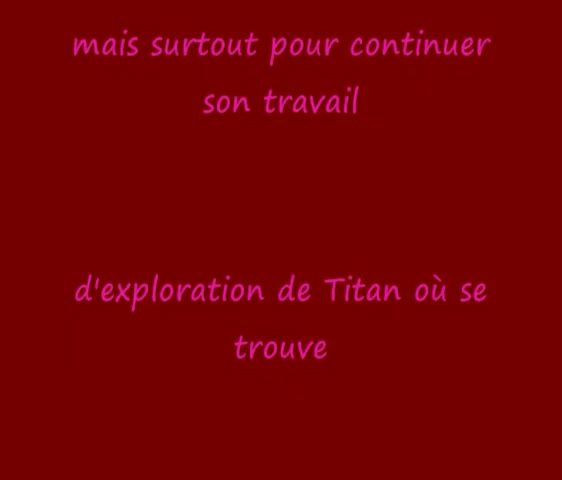 mais surtout pour continuer
son travail
d'exploration de Titan où se
trouve